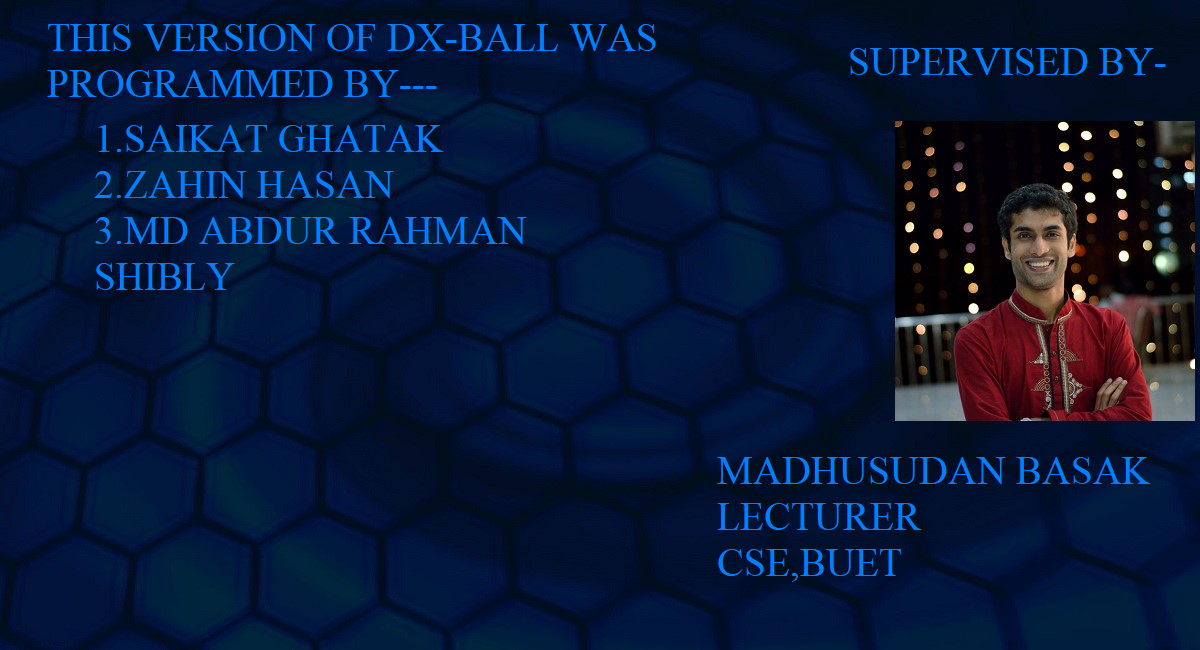 THIS VERSION OF DX-BALL WAS
PROGRAMMED BY---
1.SAIKAT GHATAK
2.ZAHIN HASAN
3.MD ABDUR RAHMAN
SHIBLY
SUPERVISED BY-
MADHUSUDAN BASAK
LECTURER
CSE,BUET